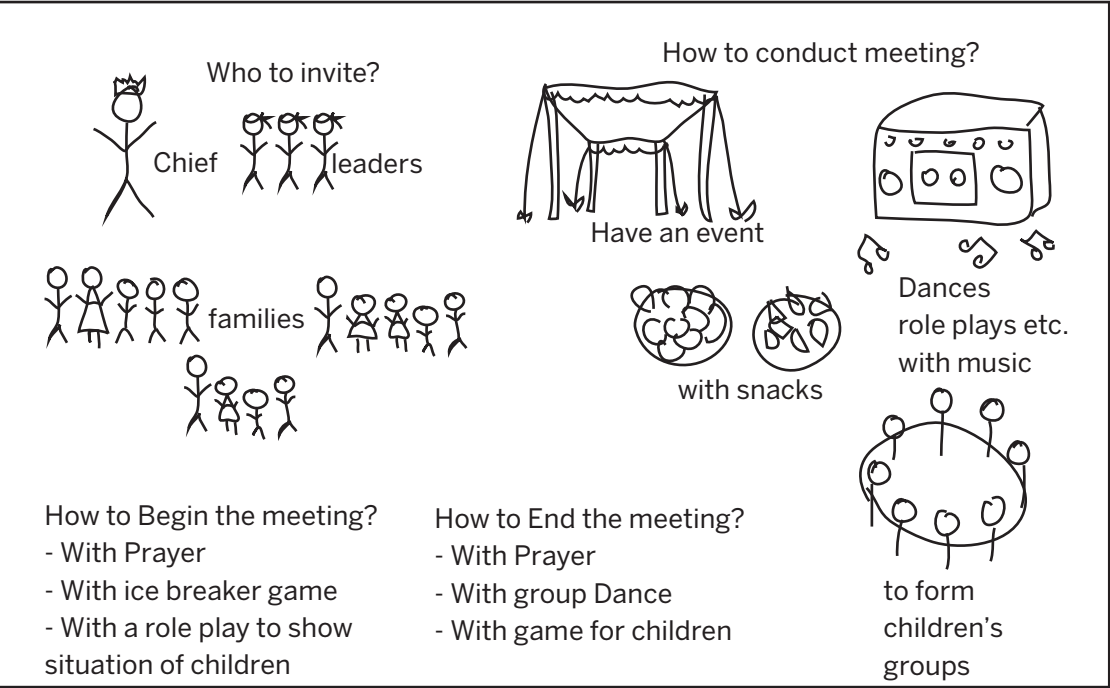 Who to invite?
Chief
leaders
families
How to conduct meeting?
Have an event
with snacks
Dances
role plays etc.
with music
to form
children's
groups
How to Begin the meeting?
- With Prayer
- With ice breaker game
- With a role play to show
situation of children
How to End the meeting?
- With Prayer
- With group Dance
- With game for children